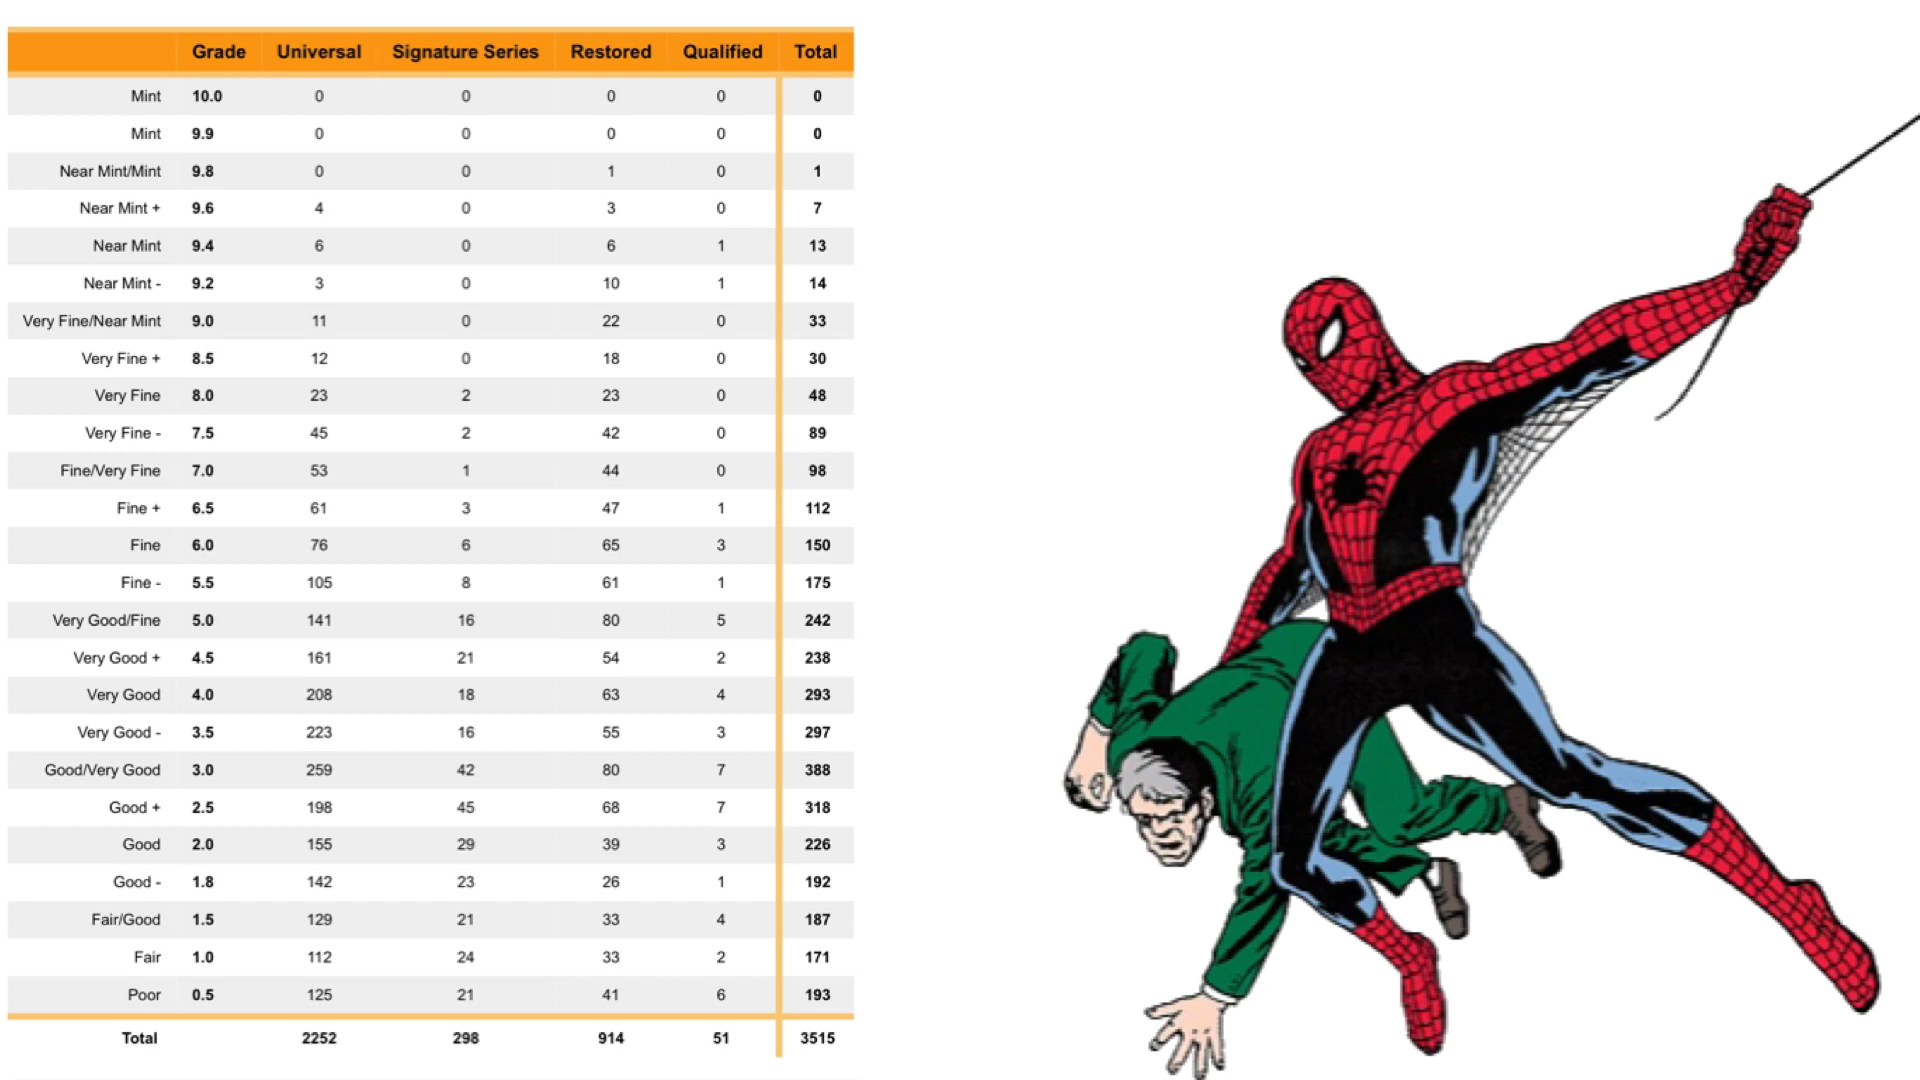 Grade Universal Signature Series Restored Qualified Total
Mint 10.0 0 0 0 0 0
Mint 9.9 0 0 0 0 0
Near Mint/Mint 9.8 0 0 1 0 1
Near Mint + 9.6 4 0 3 0 7
Near Mint 9.4 6 0 6 1 13
Near Mint - 9.2 3 0 10 1 14
Very Fine/Near Mint 9.0 11 0 22 0 33
Very Fine + 8.5 12 0 18 0 30
Very Fine 8.0 23 2 23 0 48
Very Fine - 7.5 45 2 42 0 89
Fine/Very Fine 7.0 53 1 44 0 98
Fine + 6.5 61 3 47 1 112
Fine 6.0 76 6 65 3 150
Fine - 5.5 105 8 61 1 175
Very Good/Fine 5.0 141 16 80 5 242
Very Good + 4.5 161 21 54 2 238
Very Good 4.0 208 18 63 4 293
Very Good - 3.5 223 16 55 3 297
Good/Very Good 3.0 259 42 80 7 388
Good + 2.5 198 45 68 7 318
Good 2.0 155 29 39 3 226
Good - 1.8 142 23 26 1 192
Fair/Good 1.5 129 21 33 4 187
Fair 1.0 112 24 33 2 171
Poor 0.5 125 21 41 6 193
Total 2252 298 914 51 3515